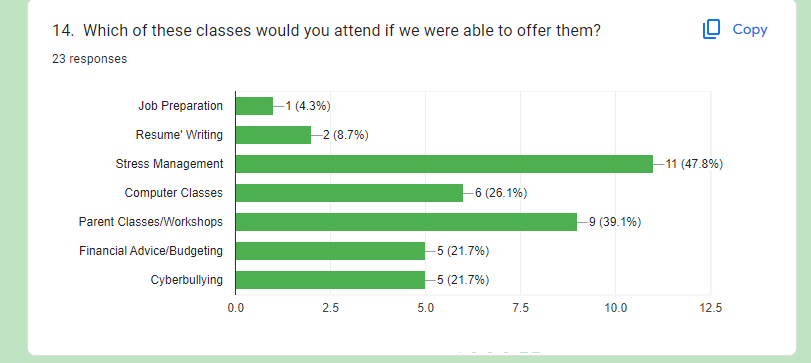 14. Which of these classes would you attend if we were able to offer them?
Copy
23 responses
Job Preparation
1 (4.3%)
Resume' Writing
2 (8.7%)
Stress Management
11 (47.8%)
Computer Classes
6 (26.1%)
Parent Classes/Workshops
9 (39.1%)
Financial Advice/Budgeting
5 (21.7%)
Cyberbullying
5 (21.7%)
0.0 2.5 5.0 7.5 10.0 12.5